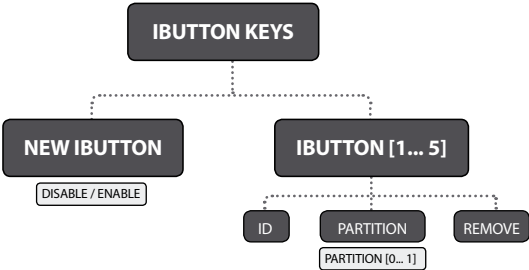 IBUTTON KEYS
NEW IBUTTON
IBUTTON [1... 5]
DISABLE / ENABLE
ID
PARTITION
REMOVE
PARTITION [0... 1]